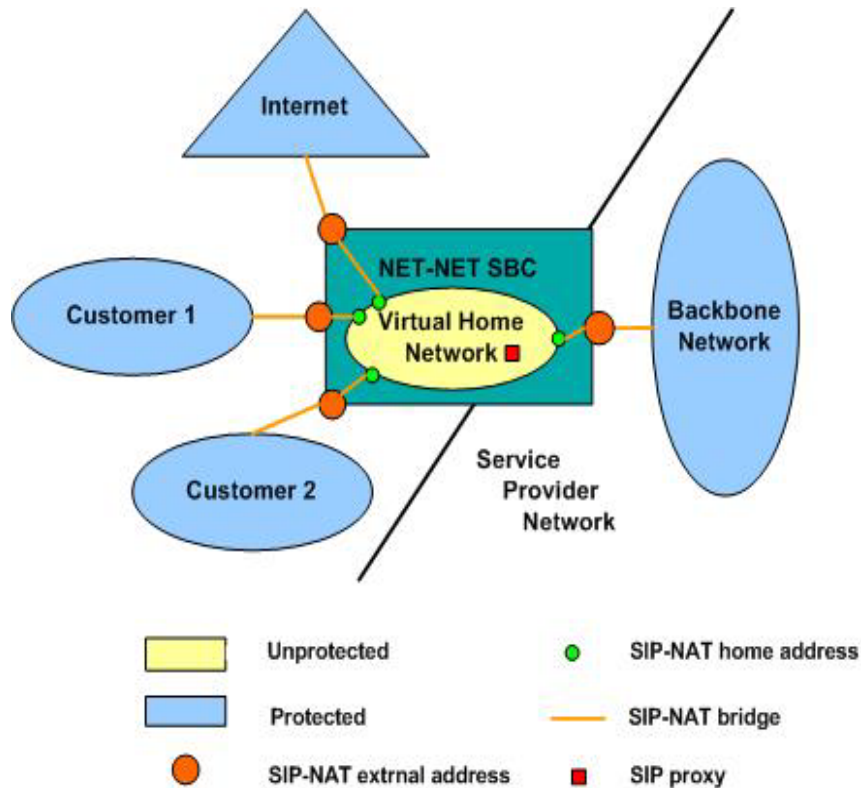 Internet
NET-NET SBC
Customer 1
Virtual Home
Network
Backbone
Network
Customer 2
Service
Provider
Network
Unprotected
SIP-NAT home address
Protected
SIP-NAT bridge
SIP-NAT extrnal address
SIP proxy